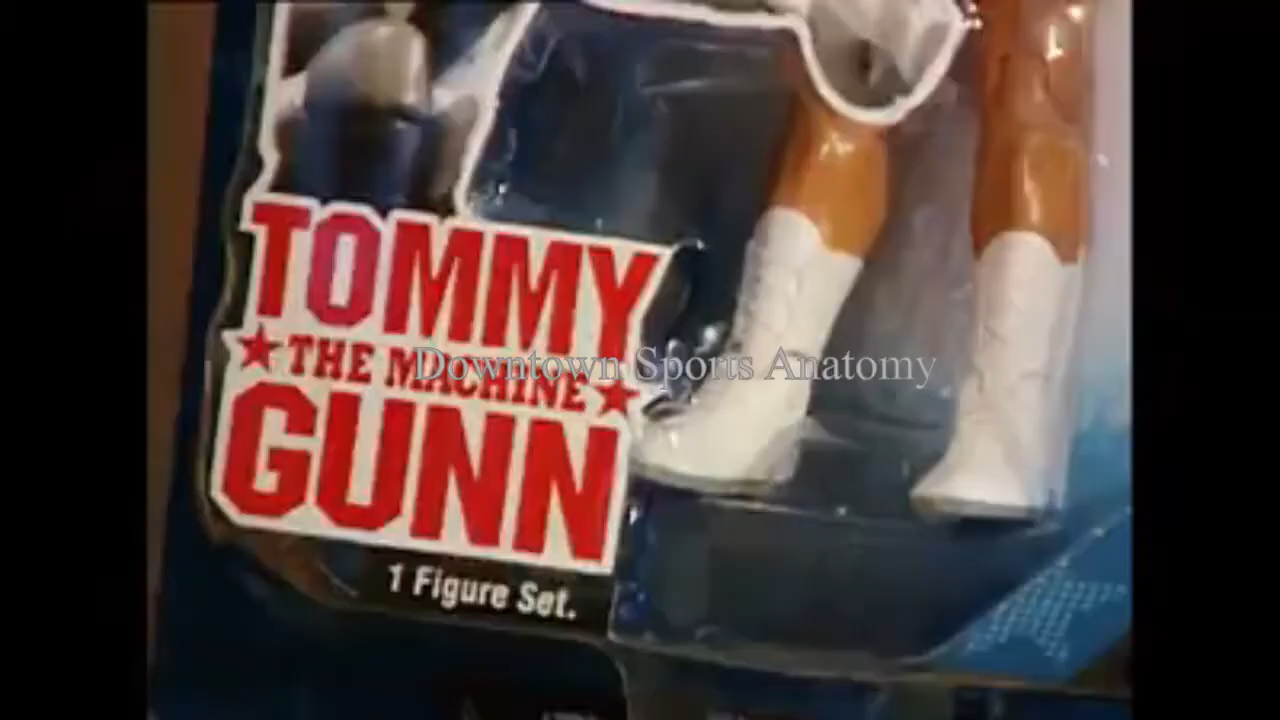 TOMMY
THE MACHINE
GUNN
Downtown Sports Anatomy
1 Figure Set.